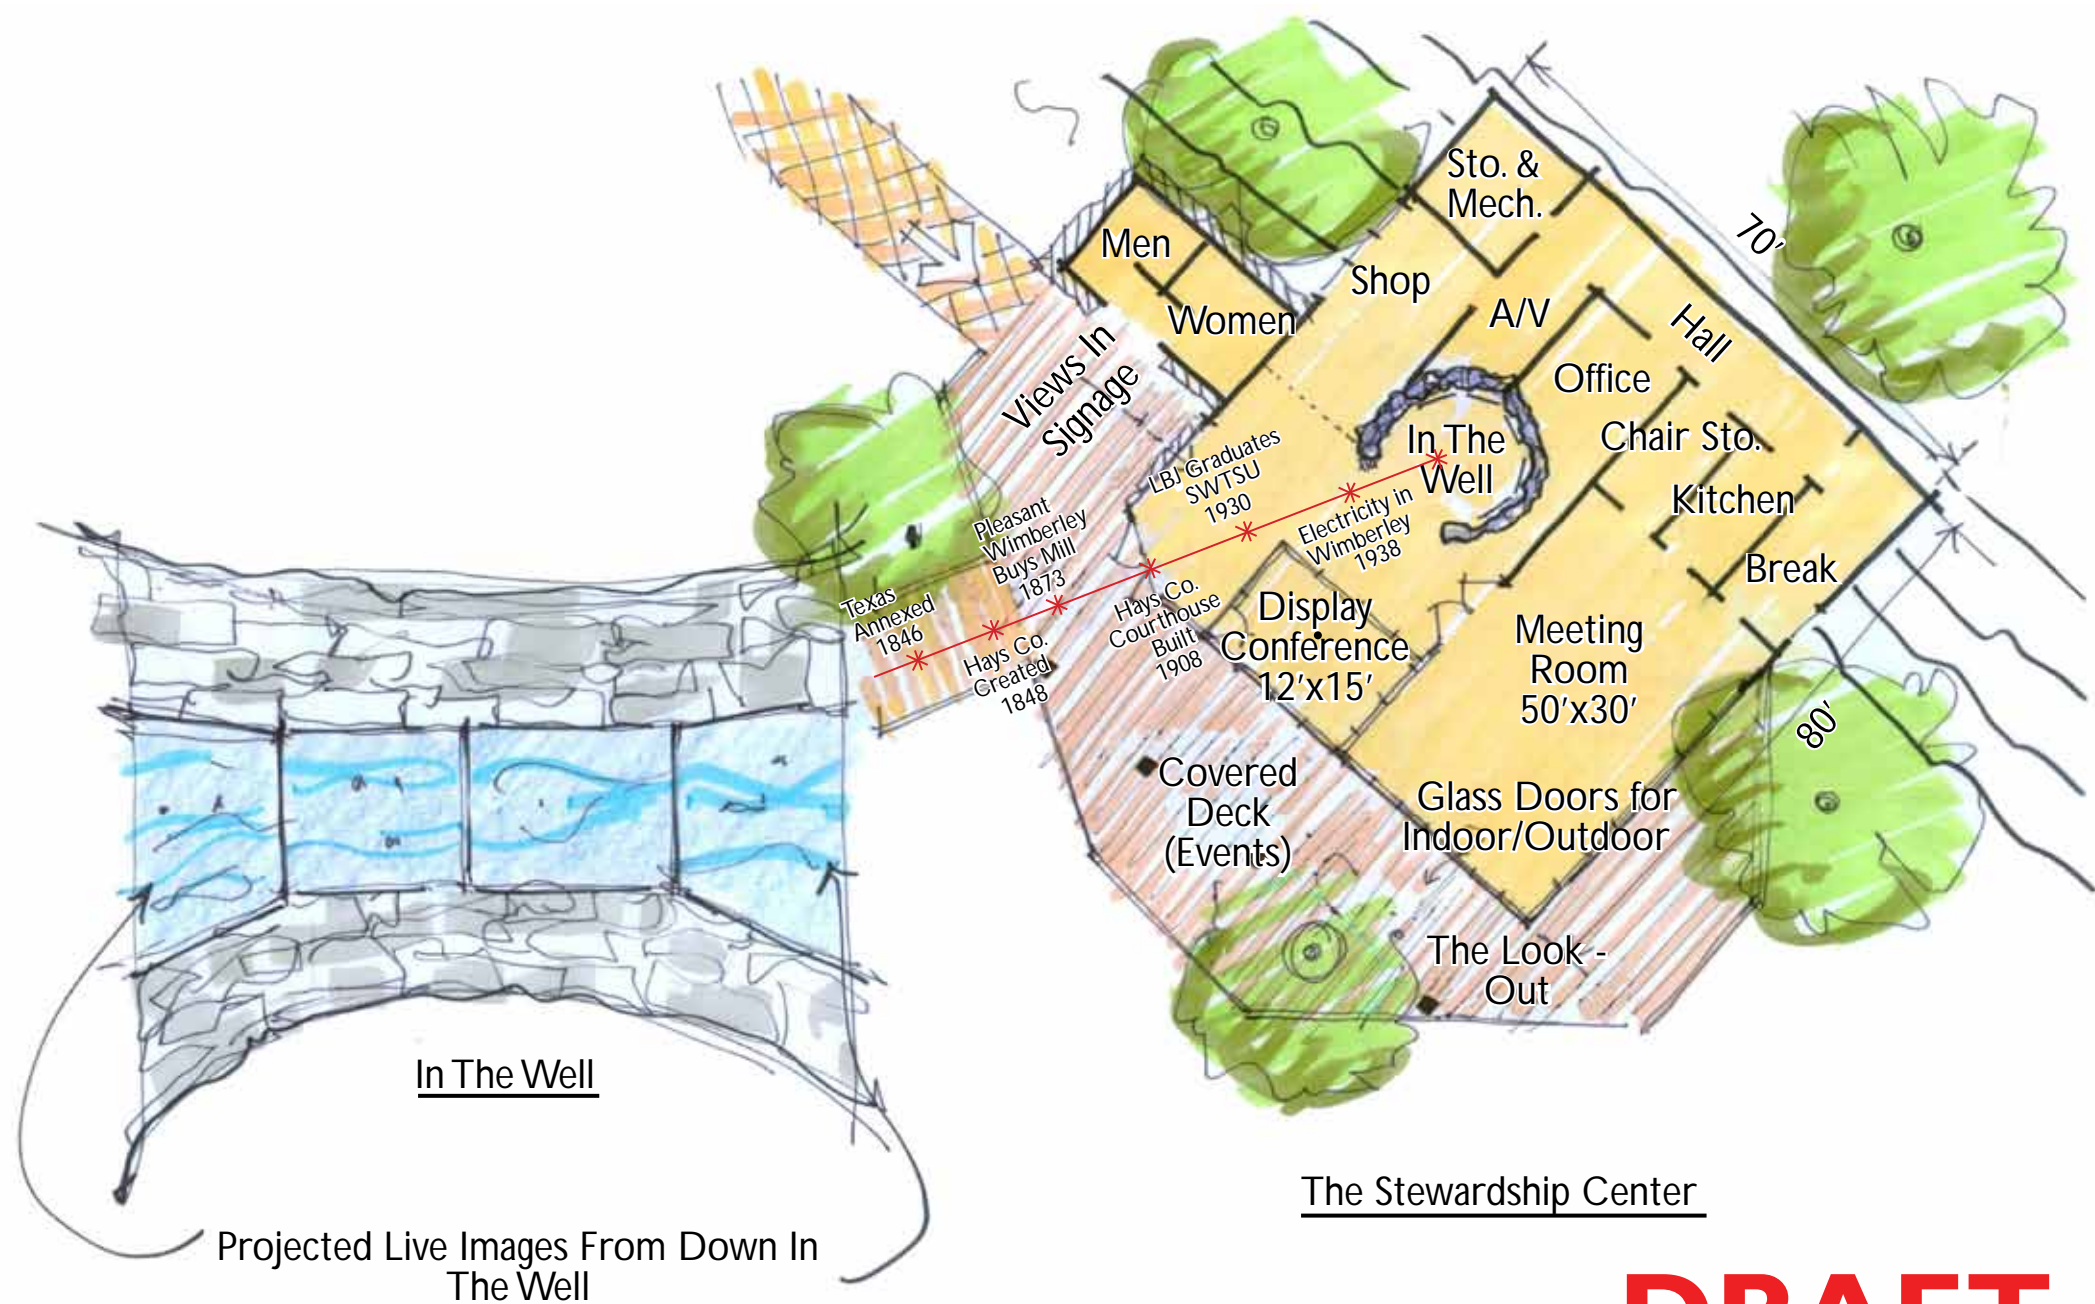 Sto. &
Mech.
70'
Men
Shop
Women
A/V
Hall
Views In
Signage
Office
Chair Sto.
In The
Well
Kitchen
Break
LBJ Graduates
SWTSU
1930
Electricity in
Wimberley
1938
Pleasant
Wimberley
Buys Mill
1873
Texas
Annexed
1846
Hays Co.
Created
1848
Hays Co.
Courthouse
Built
1908
Display
Conference
12'x15'
Meeting
Room
50'x30'
80'
Covered
Deck
(Events)
Glass Doors for
Indoor/Outdoor
The Look -
Out
In The Well
The Stewardship Center
Projected Live Images From Down In
The Well
DRAFT